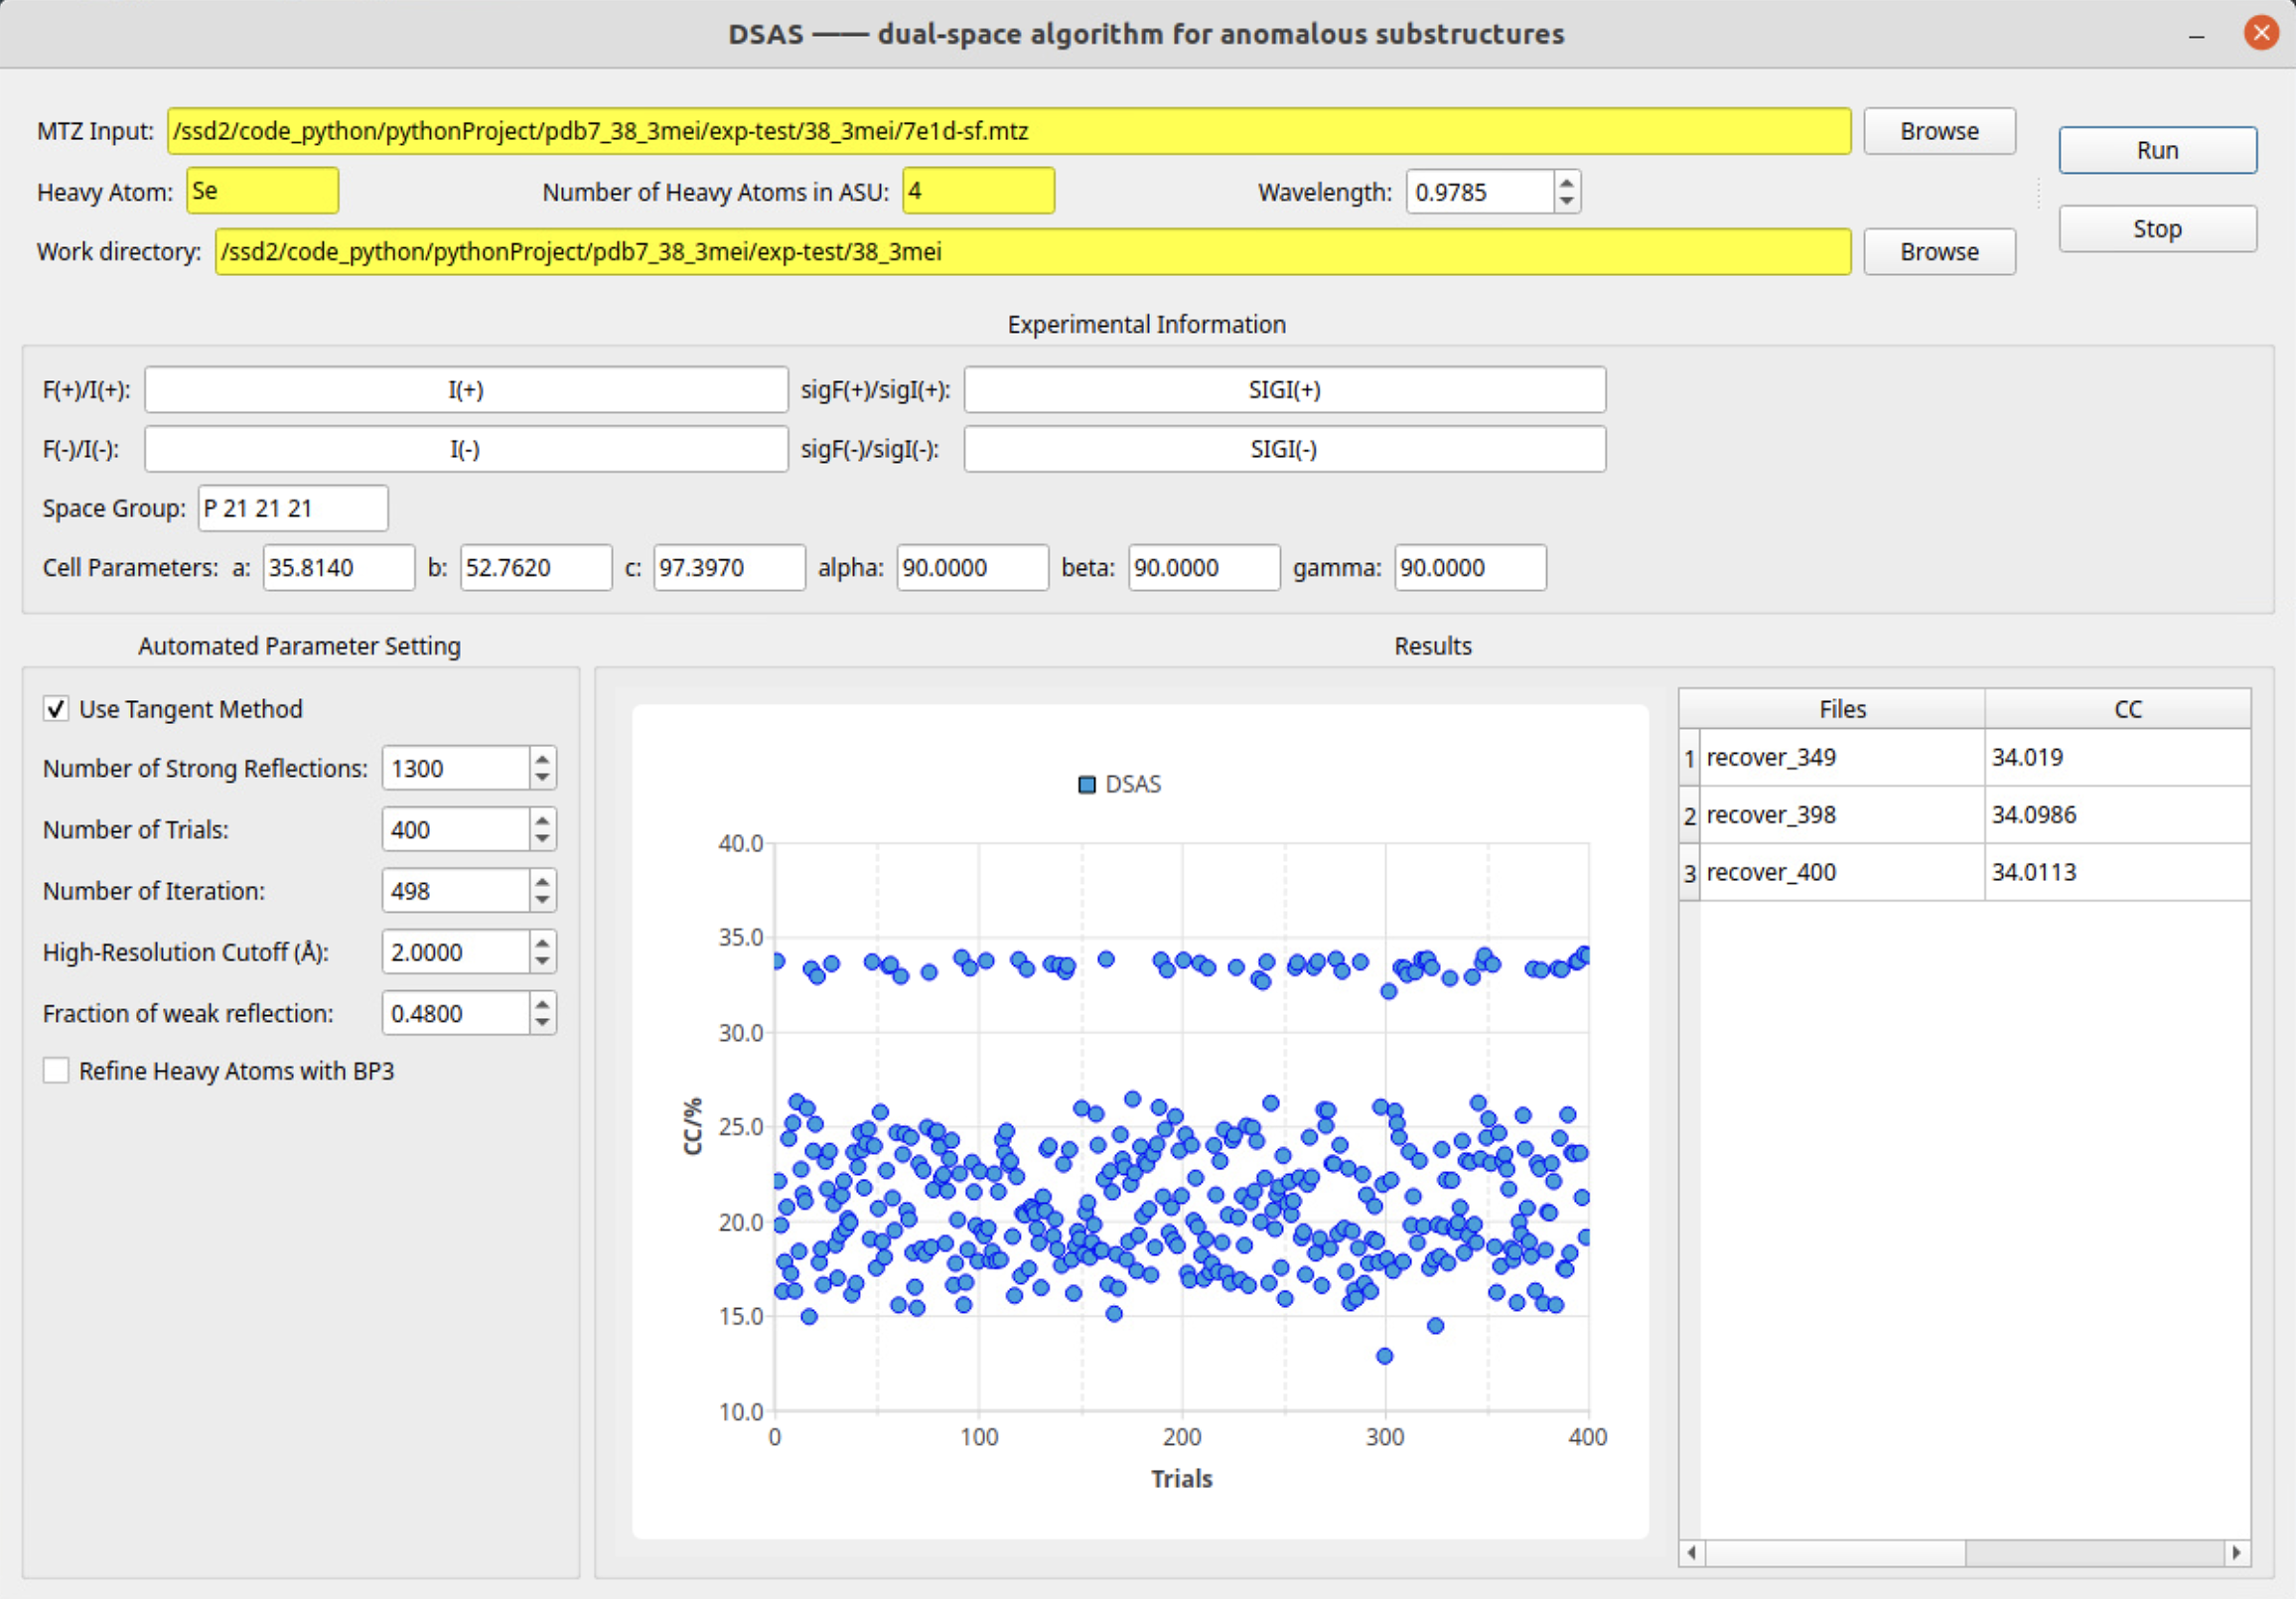 DSAS —— dual-space algorithm for anomalous substructures
MTZ Input: /ssd2/code_python/pythonProject/pdb7_38_3mei/exp-test/38_3mei/7e1d-sf.mtz Browse
Run
Heavy Atom: Se Number of Heavy Atoms in ASU: 4 Wavelength: 0.9785
Stop
Work directory: /ssd2/code_python/pythonProject/pdb7_38_3mei/exp-test/38_3mei Browse
Experimental Information
F(+)/I(+): I(+) sigF(+)/sigI(+): SIGI(+)
F(-)/I(-): I(-) sigF(-)/sigI(-): SIGI(-)
Space Group: P 21 21 21
Cell Parameters: a: 35.8140 b: 52.7620 c: 97.3970 alpha: 90.0000 beta: 90.0000 gamma: 90.0000
Automated Parameter Setting
Use Tangent Method
Number of Strong Reflections: 1300
Number of Trials: 400
Number of Iteration: 498
High-Resolution Cutoff (Å): 2.0000
Fraction of weak reflection: 0.4800
Refine Heavy Atoms with BP3
Results
DSAS
40.0
35.0
30.0
25.0
20.0
15.0
10.0
CC/%
0 100 200 300 400
Trials
Files CC
1 recover_349 34.019
2 recover_398 34.0986
3 recover_400 34.0113